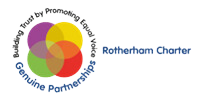 Building Trust by Promoting Equal Voice
Genuine Partnerships
Rotherham Charter